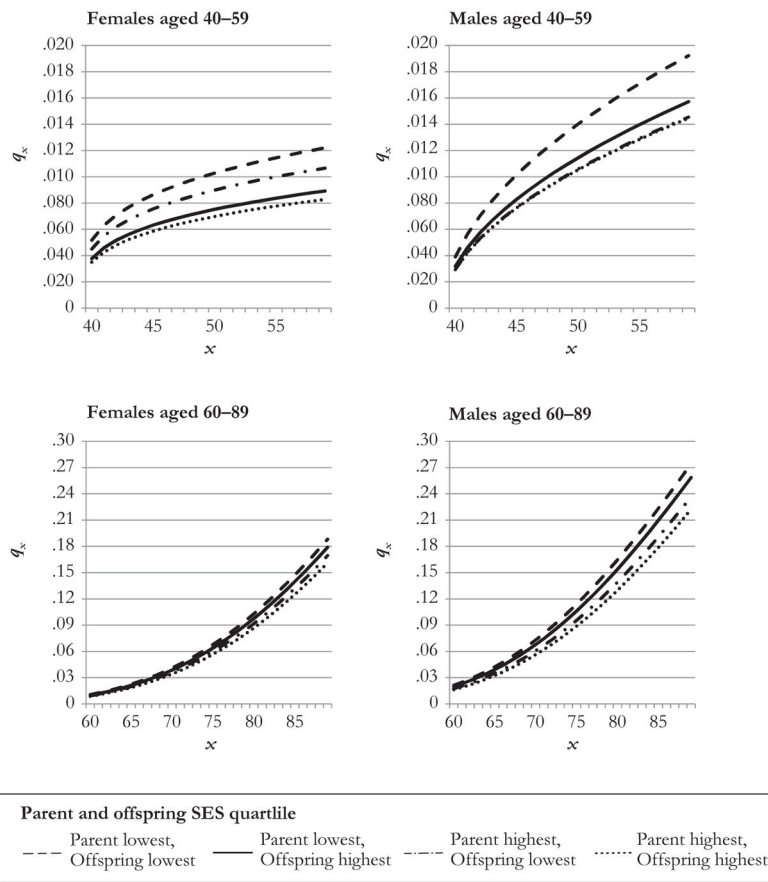 Females aged 40–59
.020
.018
.016
.014
.012
.010
.080
.060
.040
.020
0
q_x
40 45 50 55
x
Males aged 40–59
.020
.018
.016
.014
.012
.010
.080
.060
.040
.020
0
q_x
40 45 50 55
x
Females aged 60–89
.30
.27
.24
.21
.18
.15
.12
.09
.06
.03
0
q_x
60 65 70 75 80 85
x
Males aged 60–89
.30
.27
.24
.21
.18
.15
.12
.09
.06
.03
0
q_x
60 65 70 75 80 85
x
Parent and offspring SES quartlile
Parent lowest,
Offspring lowest
Parent lowest,
Offspring highest
Parent highest,
Offspring lowest
Parent highest,
Offspring highest